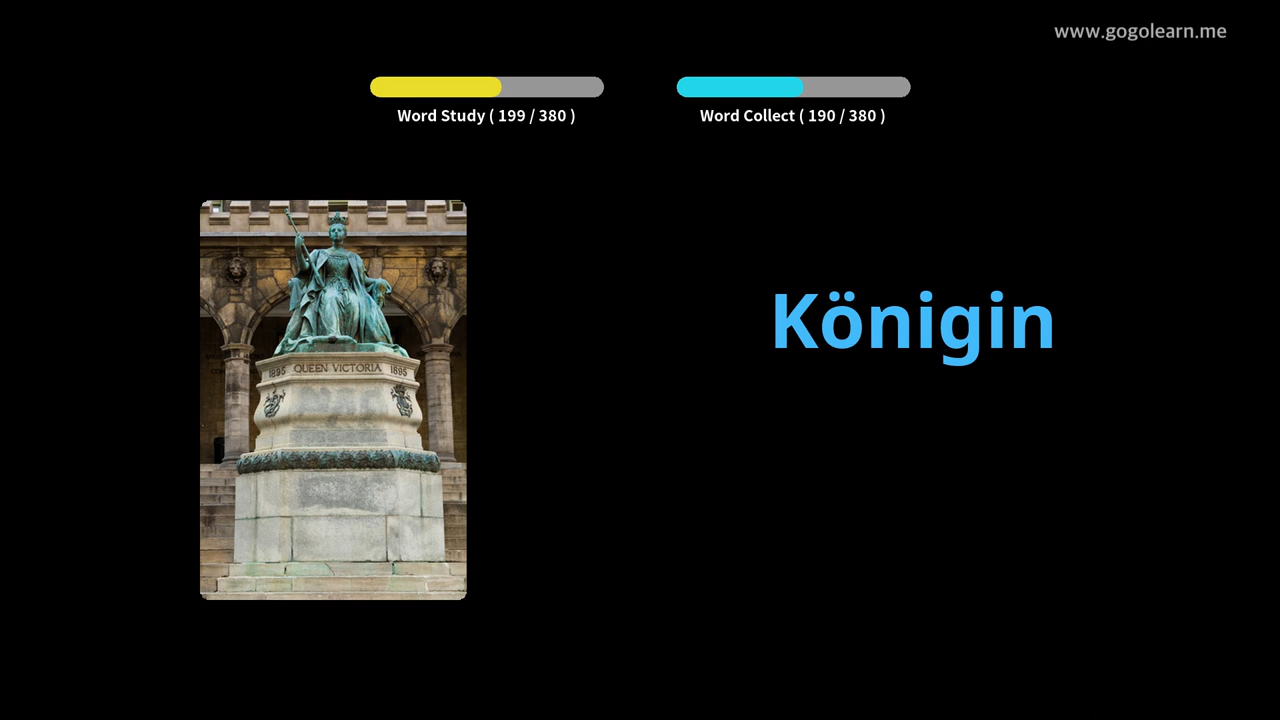 www.gogolearn.me
Word Study ( 199 / 380 )
Word Collect ( 190 / 380 )
Königin
1895 QUEEN VICTORIA 1895